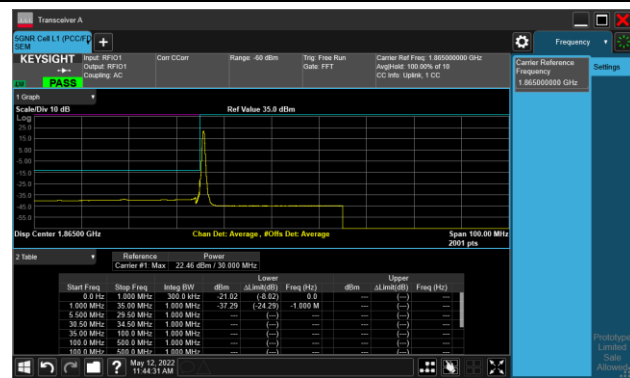 Transceiver A
5GNR Cell L1 (PCC/FD
SEM
+
Frequency
KEYSIGHT
Input: RFIO1
Output: RFIO1
Coupling: AC
Corr CCorr
Range: -60 dBm
Trig: Free Run
Gate: FFT
Carrier Ref Freq: 1.865000000 GHz
Avg|Hold: 100.00% of 10
CC Info: Uplink, 1 CC
PASS
Carrier Reference
Frequency
1.865000000 GHz
Settings
1 Graph
Scale/Div 10 dB
Ref Value 35.0 dBm
Log
25.0
15.0
5.00
-5.00
-15.0
-25.0
-35.0
-45.0
-55.0
Disp Center 1.86500 GHz
Chan Det: Average , #Offs Det: Average
Span 100.00 MHz
2001 pts
2 Table
Reference Power
Carrier #1: Max 22.46 dBm / 30.000 MHz
Lower Upper
Start Freq Stop Freq Integ BW dBm ΔLimit(dB) Freq (Hz) dBm ΔLimit(dB) Freq (Hz)
0.0 Hz 1.000 MHz 300.0 kHz -21.02 (-8.02) 0.0 --- (---) ---
1.000 MHz 35.00 MHz 1.000 MHz -37.29 (-24.29) -1.000 M --- (---) ---
5.500 MHz 29.50 MHz 1.000 MHz --- (---) --- --- (---) ---
30.50 MHz 34.50 MHz 1.000 MHz --- (---) --- --- (---) ---
35.00 MHz 100.0 MHz 1.000 MHz --- (---) --- --- (---) ---
100.0 MHz 500.0 MHz 1.000 MHz --- (---) --- --- (---) ---
100.0 MHz 500.0 MHz 1.000 MHz --- (---) --- --- (---) ---
Prototype
Limited
Sale
Allowed
?
May 12, 2022
11:44:31 AM